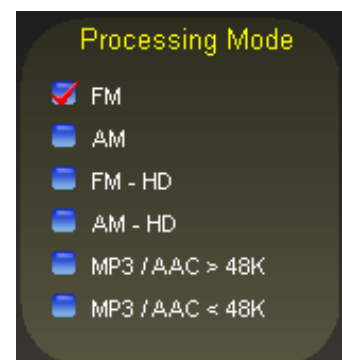 Processing Mode
FM
AM
FM - HD
AM - HD
MP3 / AAC > 48K
MP3 / AAC < 48K